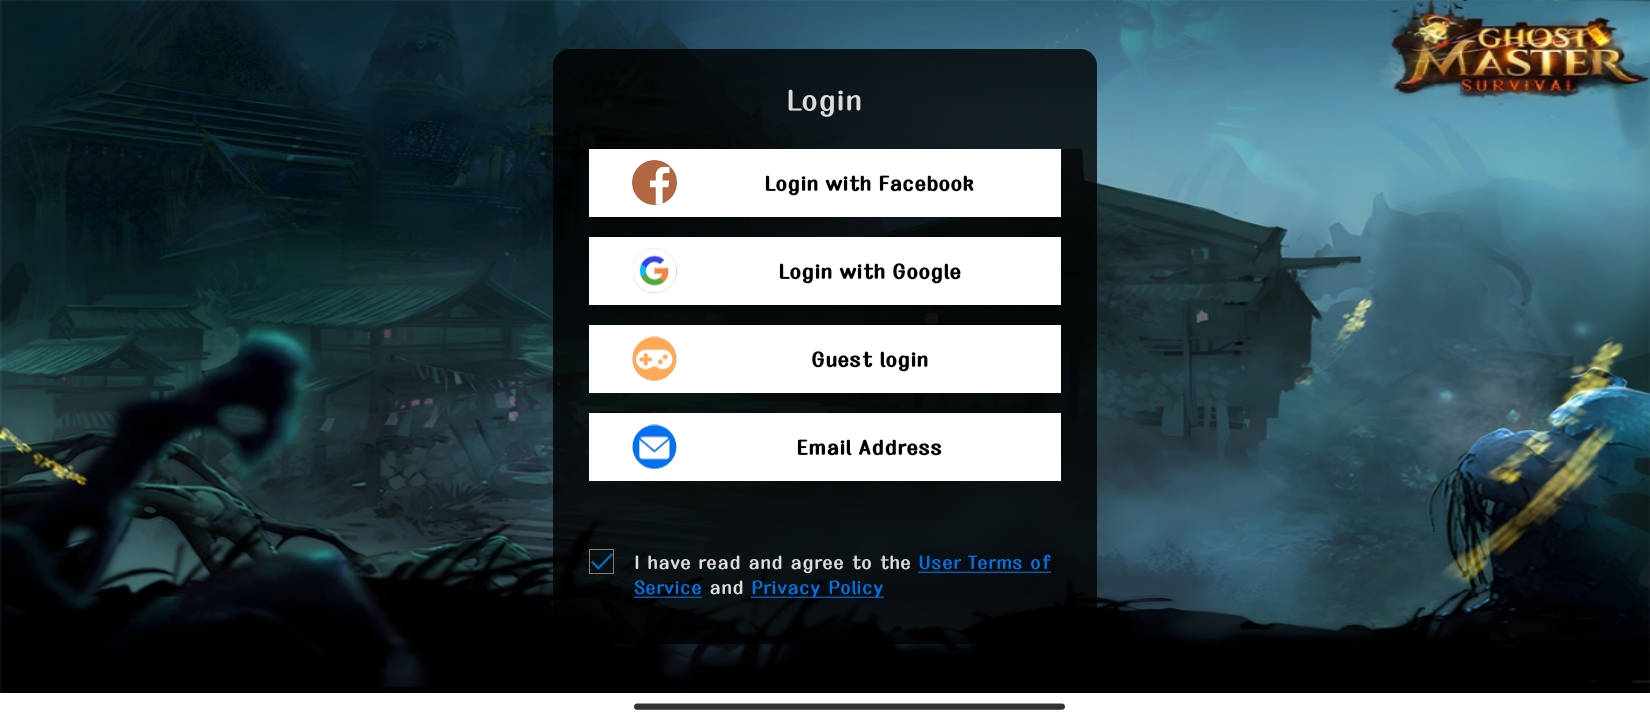 GHOST
MASTER
SURVIVAL
Login
Login with Facebook
Login with Google
Guest login
Email Address
I have read and agree to the User Terms of
Service and Privacy Policy